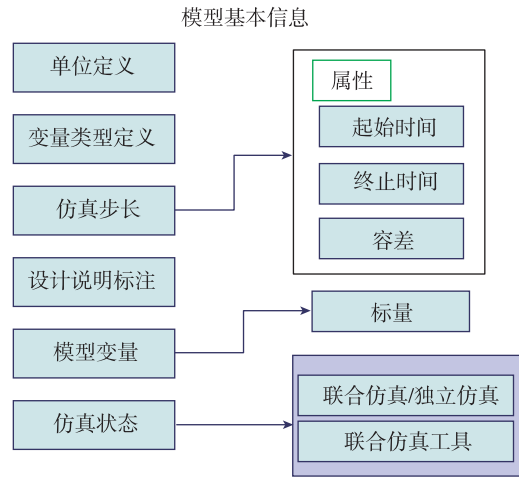 模型基本信息
单位定义
变量类型定义
仿真步长
设计说明标注
模型变量
仿真状态
属性
起始时间
终止时间
容差
标量
联合仿真/独立仿真
联合仿真工具